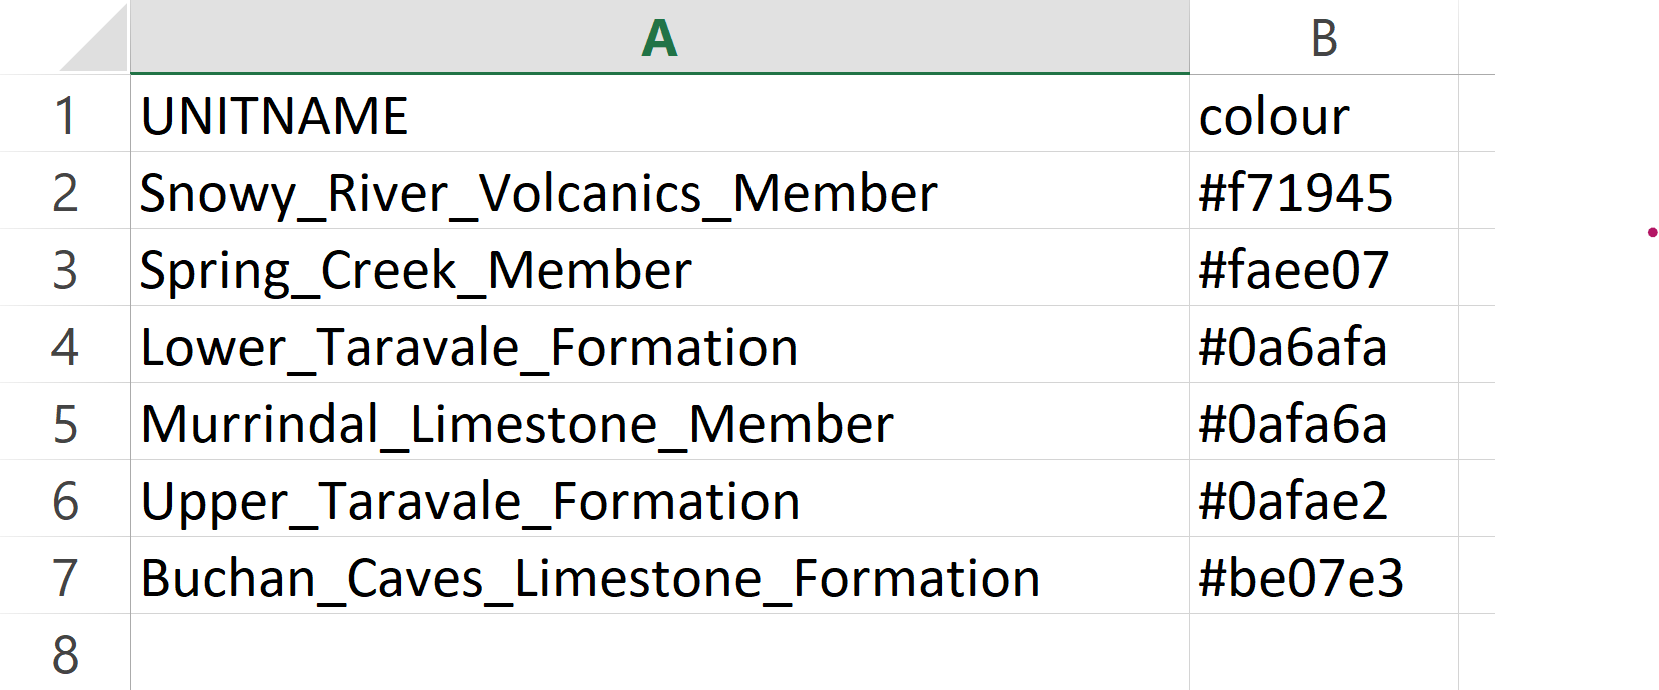 A B
1 UNITNAME colour
2 Snowy_River_Volcanics_Member #f71945
3 Spring_Creek_Member #faee07
4 Lower_Taravale_Formation #0a6afa
5 Murrindal_Limestone_Member #0afa6a
6 Upper_Taravale_Formation #0afae2
7 Buchan_Caves_Limestone_Formation #be07e3
8